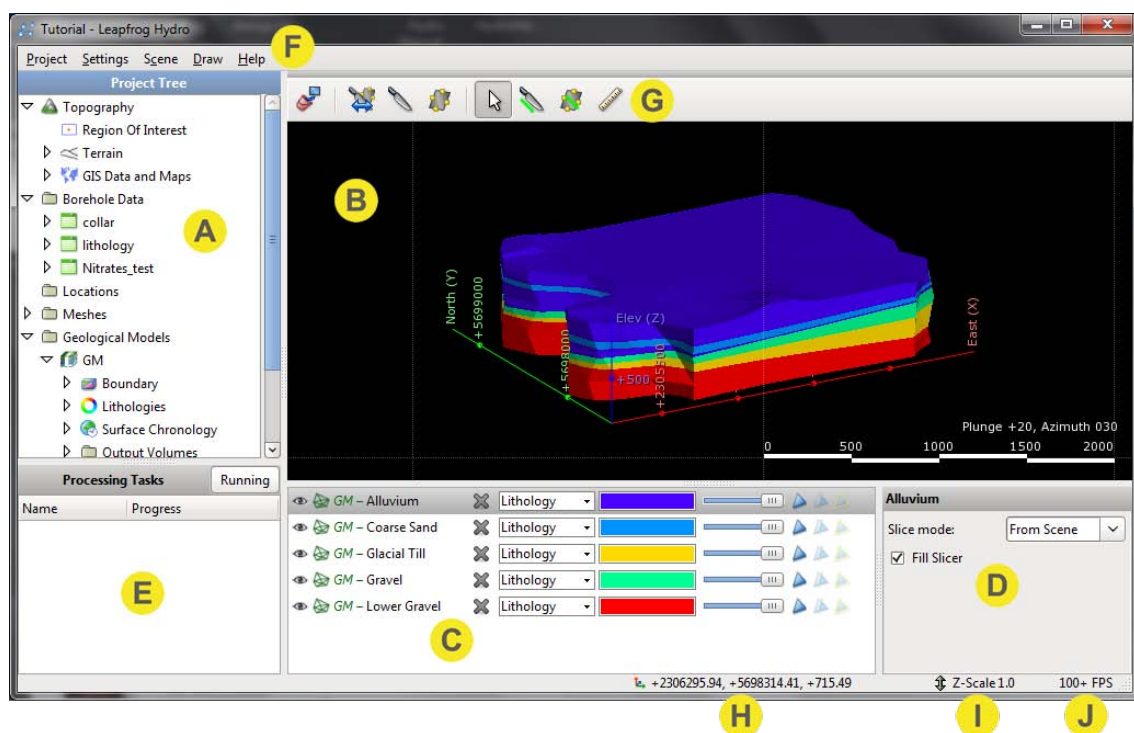 Tutorial - Leapfrog Hydro
Project Settings Scene Draw Help
F
Project Tree
Topography
Region Of Interest
Terrain
GIS Data and Maps
Borehole Data
collar
lithology
Nitrates_test
Locations
Meshes
Geological Models
GM
Boundary
Lithologies
Surface Chronology
Output Volumes
A
G
B
North (Y)
+5699000
+5698000
Elev (Z)
+500
+2305500
East (X)
Plunge +20, Azimuth 030
0 500 1000 1500 2000
Processing Tasks Running
Name Progress
E
GM – Alluvium Lithology
GM – Coarse Sand Lithology
GM – Glacial Till Lithology
GM – Gravel Lithology
GM – Lower Gravel Lithology
C
Alluvium
Slice mode: From Scene
Fill Slicer
D
+2306295.94, +5698314.41, +715.49 Z-Scale 1.0 100+ FPS
H I J